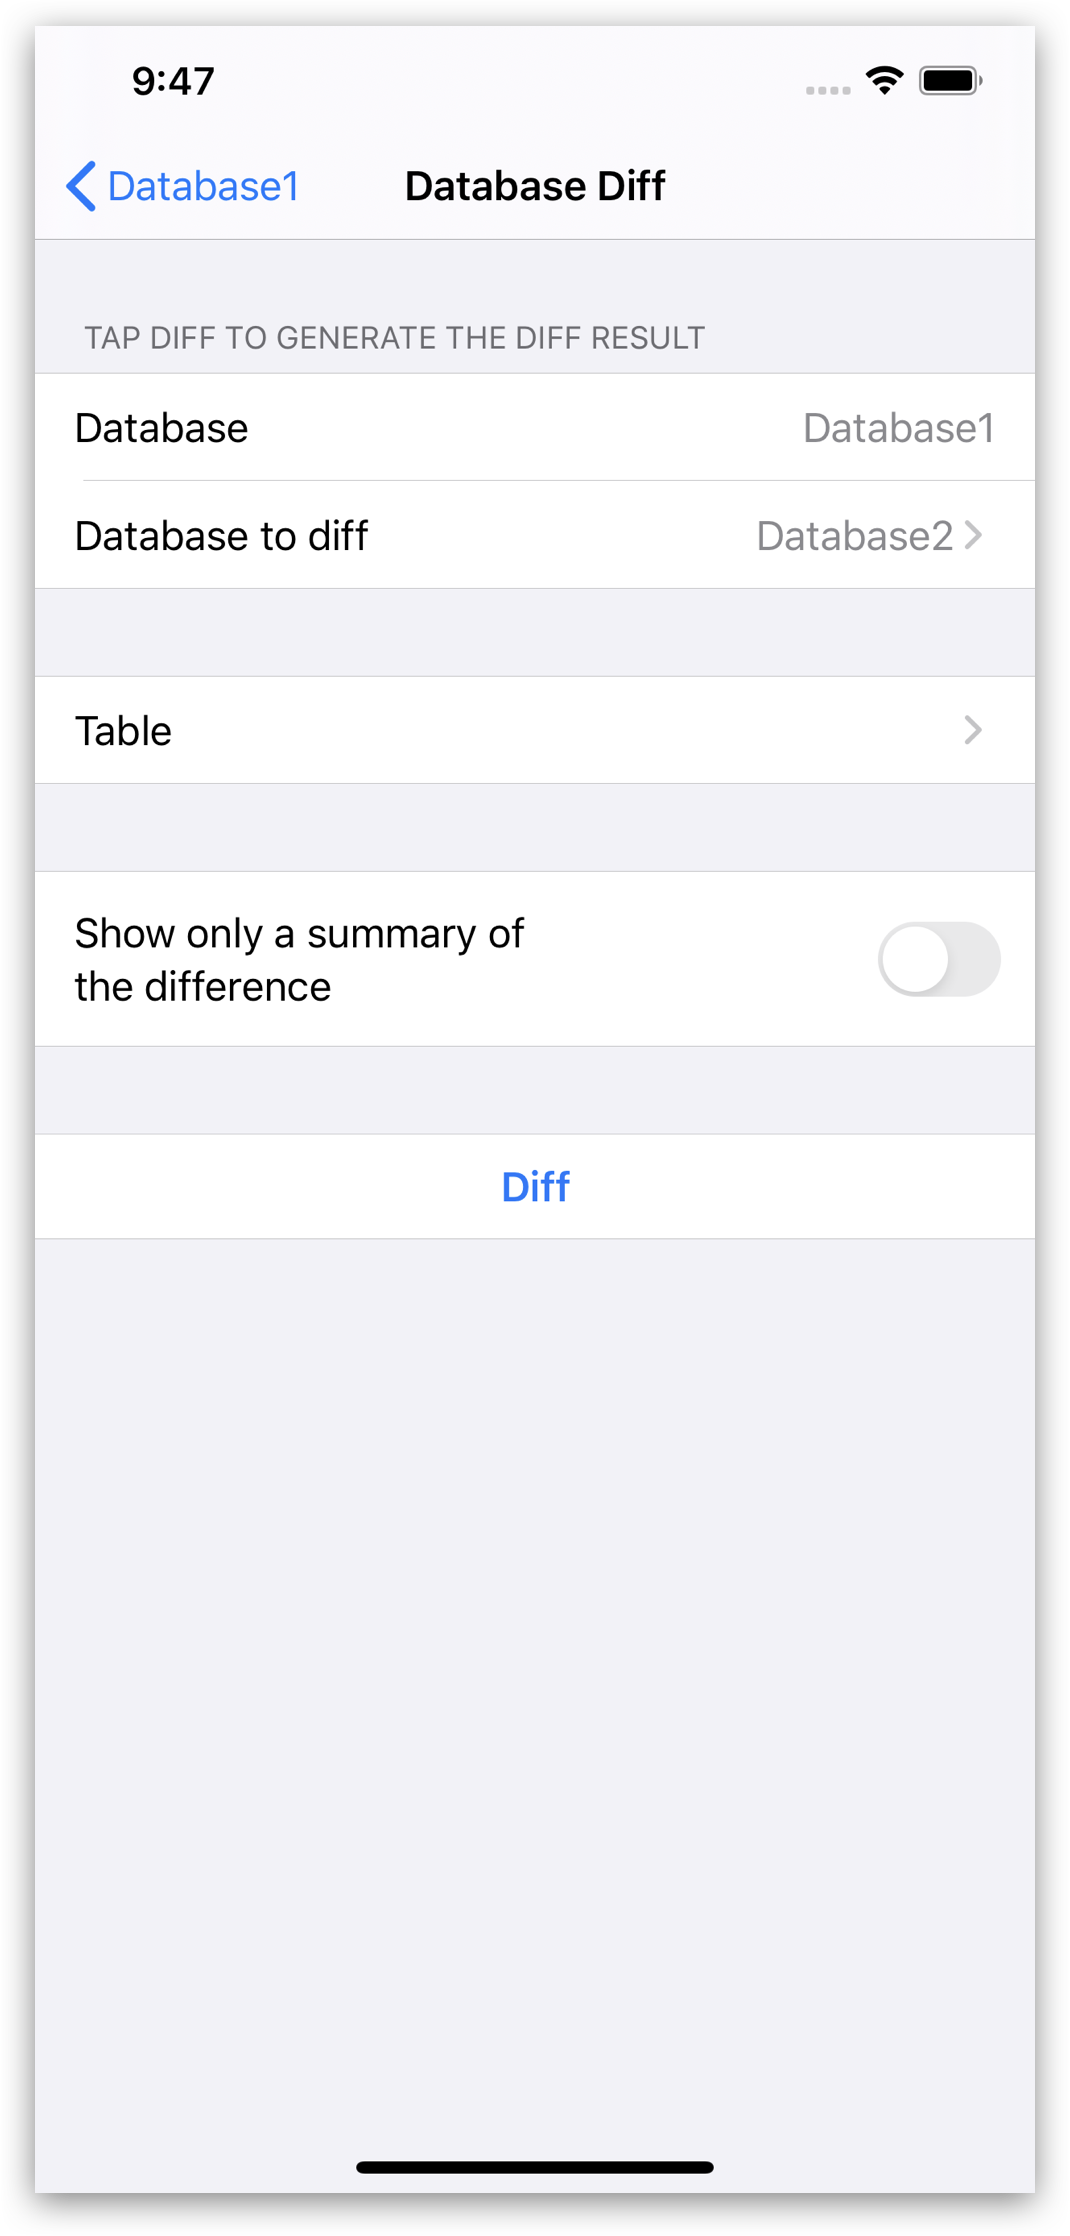 9:47
Database1 Database Diff
TAP DIFF TO GENERATE THE DIFF RESULT
Database Database1
Database to diff Database2
Table
Show only a summary of
the difference
Diff